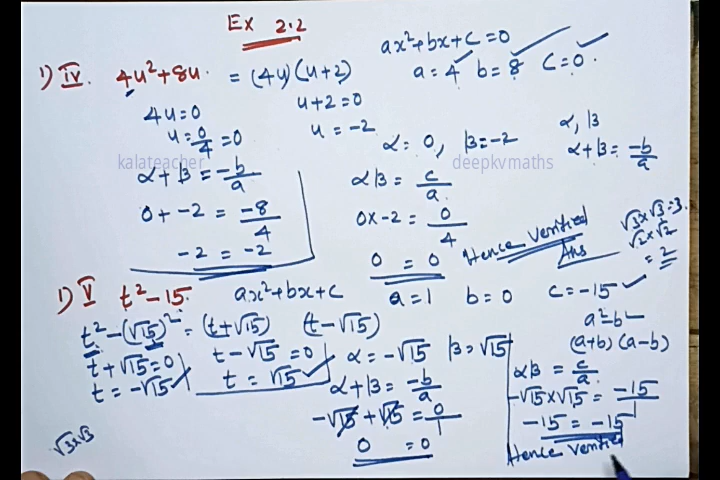 Ex 2.2
1) iv. 4u²+8u. = (4u)(u+2)
ax²+bx+c=0
a=4 b=8 c=0.
4u=0
u=0/4=0
u+2=0
u=-2
α=0, β=-2
α, β
α+β=-b/a
kalateacher
deepkvmaths
α+β=-b/a
0+-2=-8/4
-2=-2
αβ=c/a
0x-2=0/4
0=0
Hence verified
Ans
√3×√3=3.
√2×√2
=2
1) V t²-15.
ax²+bx+c
a=1 b=0 c=-15
t²-(√15)²=(t+√15) (t-√15)
t+√15=0
t=-√15
t-√15=0
t=√15
α=-√15 β=√15
α+β=-b/a
-√15+√15=0/1
0=0
a²-b²
(a+b)(a-b)
αβ=c/a
-√15×√15=-15/1
-15=-15
Hence verified
√3×√3